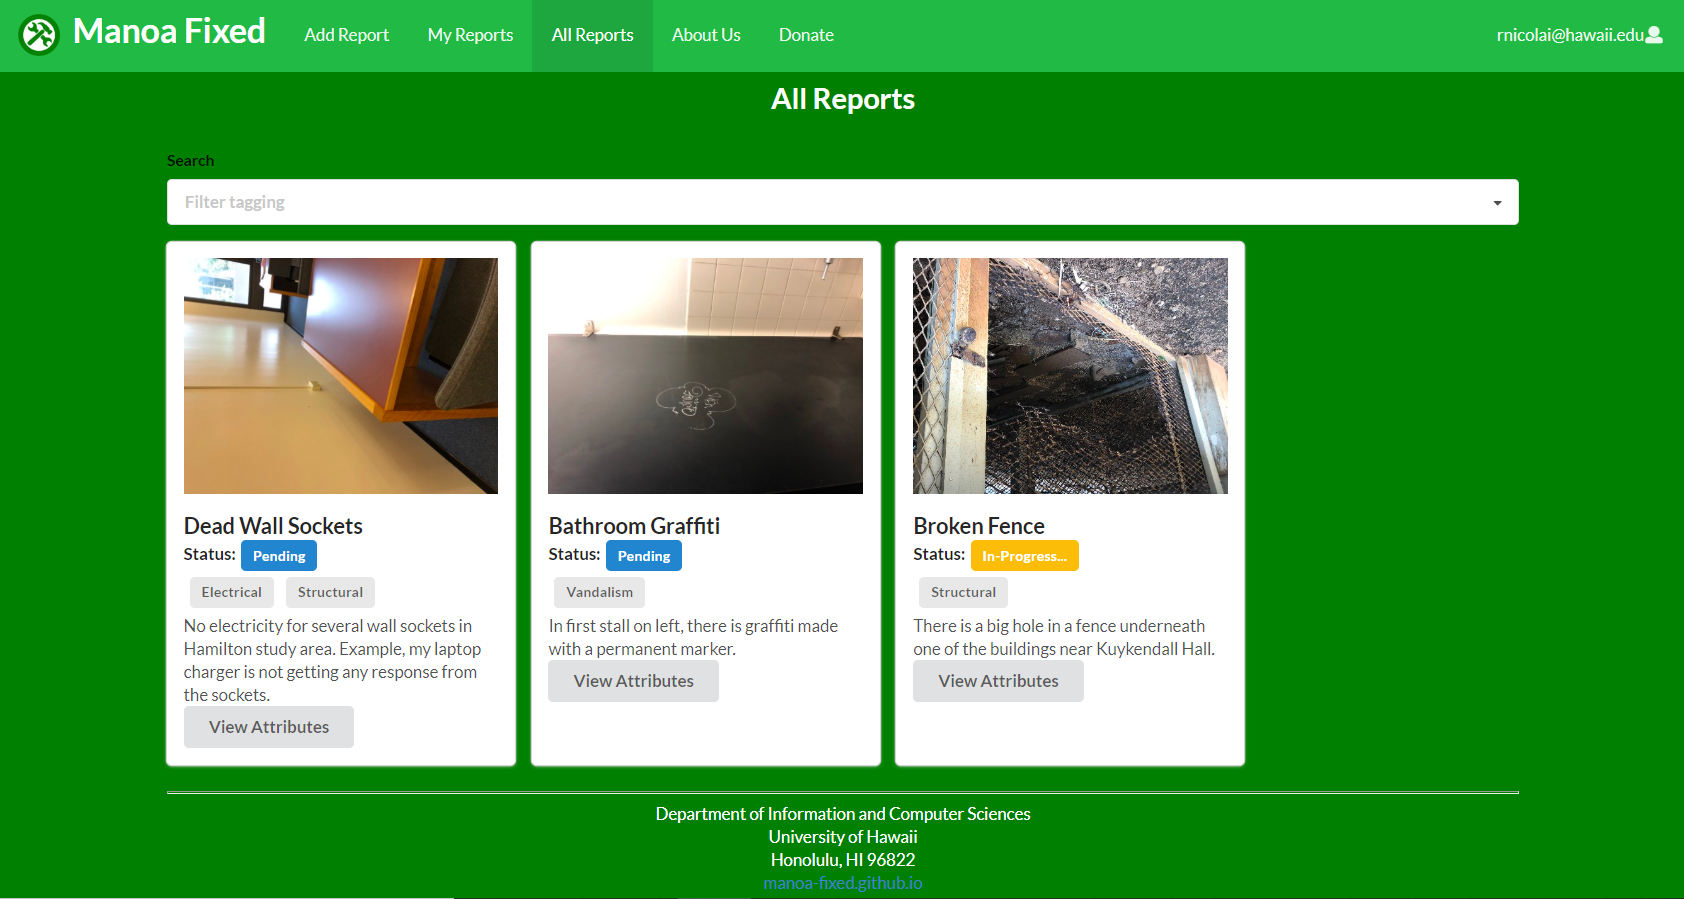 Manoa Fixed
Add Report
My Reports
All Reports
About Us
Donate
rnicolai@hawaii.edu
All Reports
Search
Filter tagging
Dead Wall Sockets
Status: Pending
Electrical Structural
No electricity for several wall sockets in
Hamilton study area. Example, my laptop
charger is not getting any response from
the sockets.
View Attributes
Bathroom Graffiti
Status: Pending
Vandalism
In first stall on left, there is graffiti made
with a permanent marker.
View Attributes
Broken Fence
Status: In-Progress...
Structural
There is a big hole in a fence underneath
one of the buildings near Kuykendall Hall.
View Attributes
Department of Information and Computer Sciences
University of Hawaii
Honolulu, HI 96822
manoa-fixed.github.io